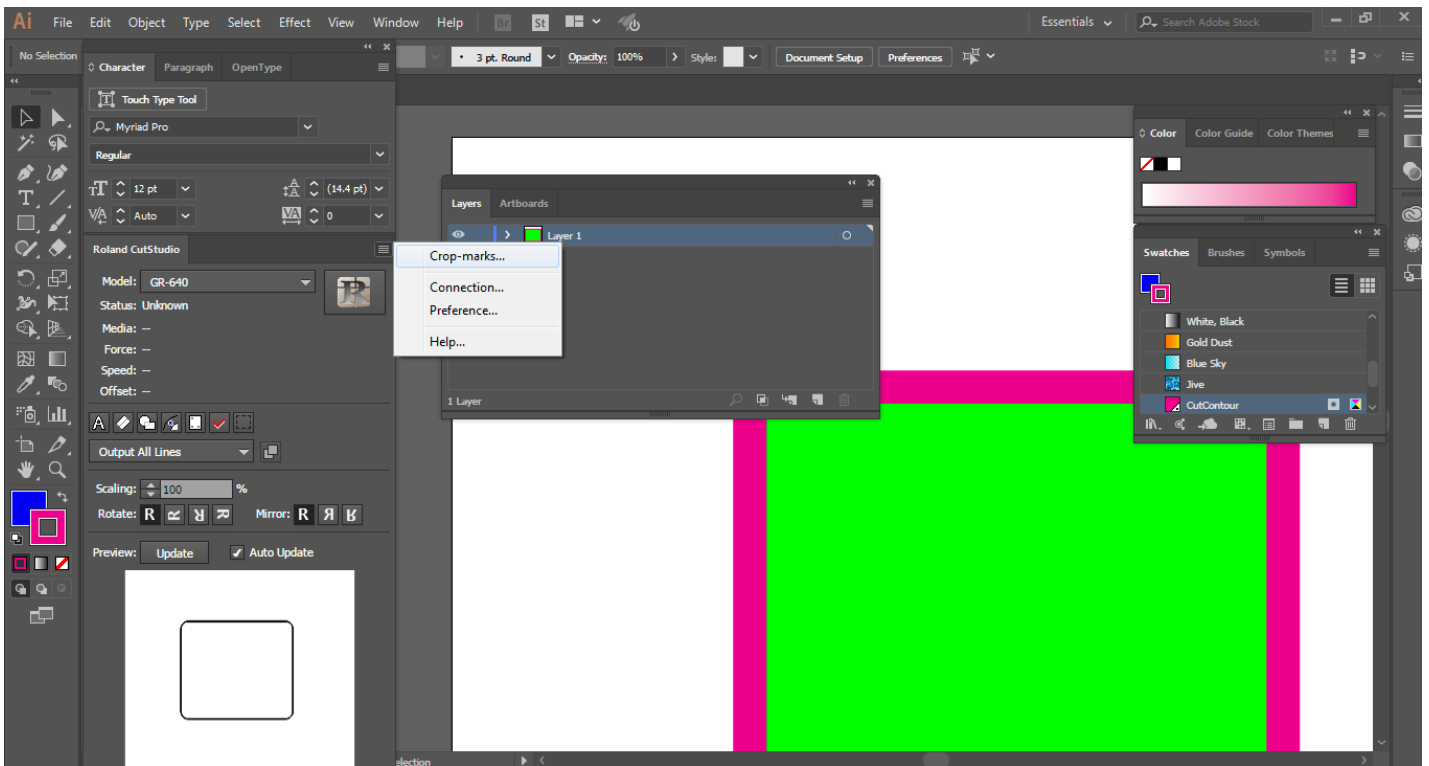 Ai File Edit Object Type Select Effect View Window Help Br St Essentials Search Adobe Stock
No Selection 3 pt. Round Opacity: 100% Style: Document Setup Preferences
Character Paragraph OpenType
Touch Type Tool
Myriad Pro
Regular
12 pt (14.4 pt)
Auto 0
Roland CutStudio
Model: GR-640
Status: Unknown
Media: --
Force: --
Speed: --
Offset: --
Output All Lines
Scaling: 100 %
Rotate: R R R R Mirror: R R R
Preview: Update Auto Update
Crop-marks...
Connection...
Preference...
Help...
Layers Artboards
Layer 1
1 Layer
Color Color Guide Color Themes
Swatches Brushes Symbols
White, Black
Gold Dust
Blue Sky
Jive
CutContour